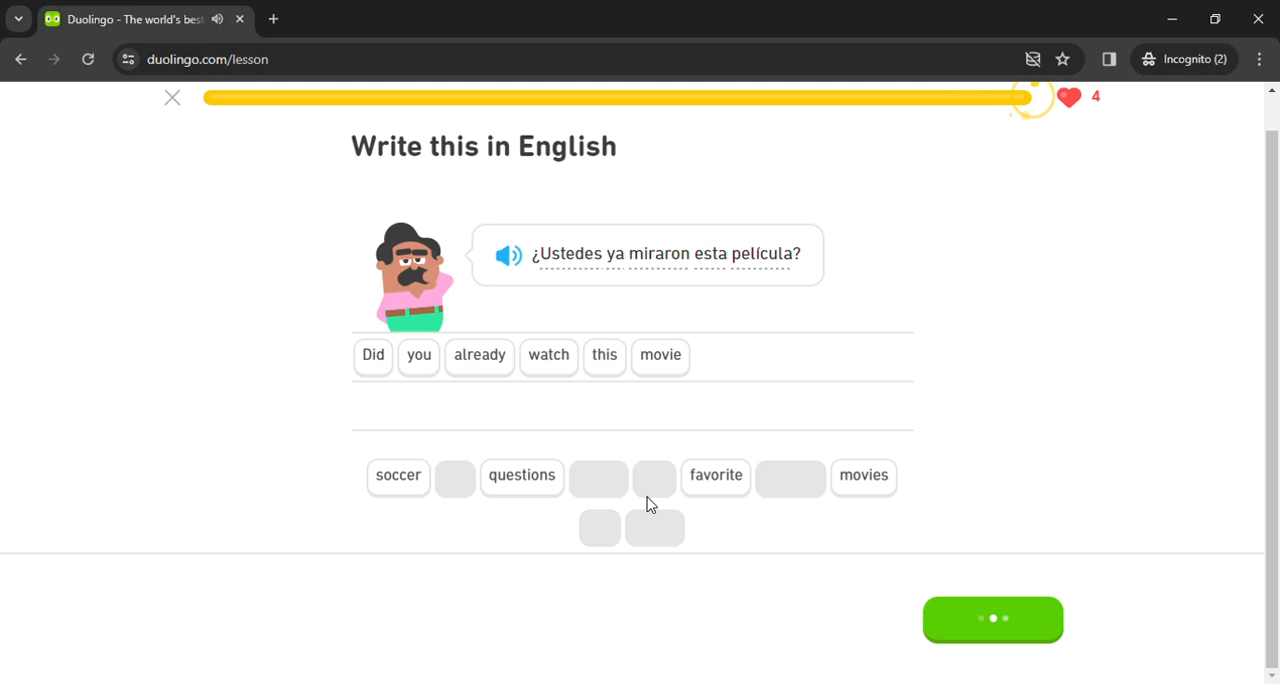 Duolingo - The world's best
duolingo.com/lesson
Incognito (2)
4
Write this in English
¿Ustedes ya miraron esta película?
Did you already watch this movie
soccer questions favorite movies